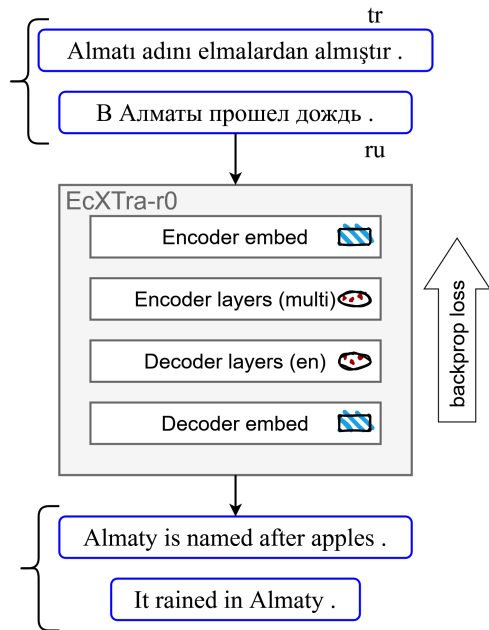 tr
Almatı adını elmalardan almıştır .
В Алматы прошел дождь .
ru
EcXTra-r0
Encoder embed
Encoder layers (multi)
Decoder layers (en)
Decoder embed
backprop loss
Almaty is named after apples .
It rained in Almaty .